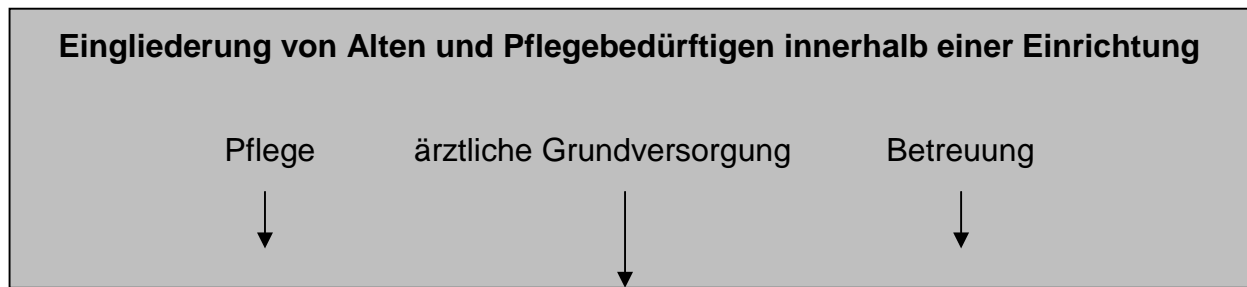 Eingliederung von Alten und Pflegebedürftigen innerhalb einer Einrichtung
Pflege ärztliche Grundversorgung Betreuung